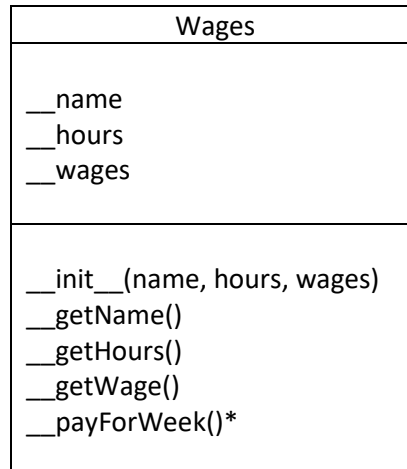 Wages
__name
__hours
__wages
__init__(name, hours, wages)
__getName()
__getHours()
__getWage()
__payForWeek()*